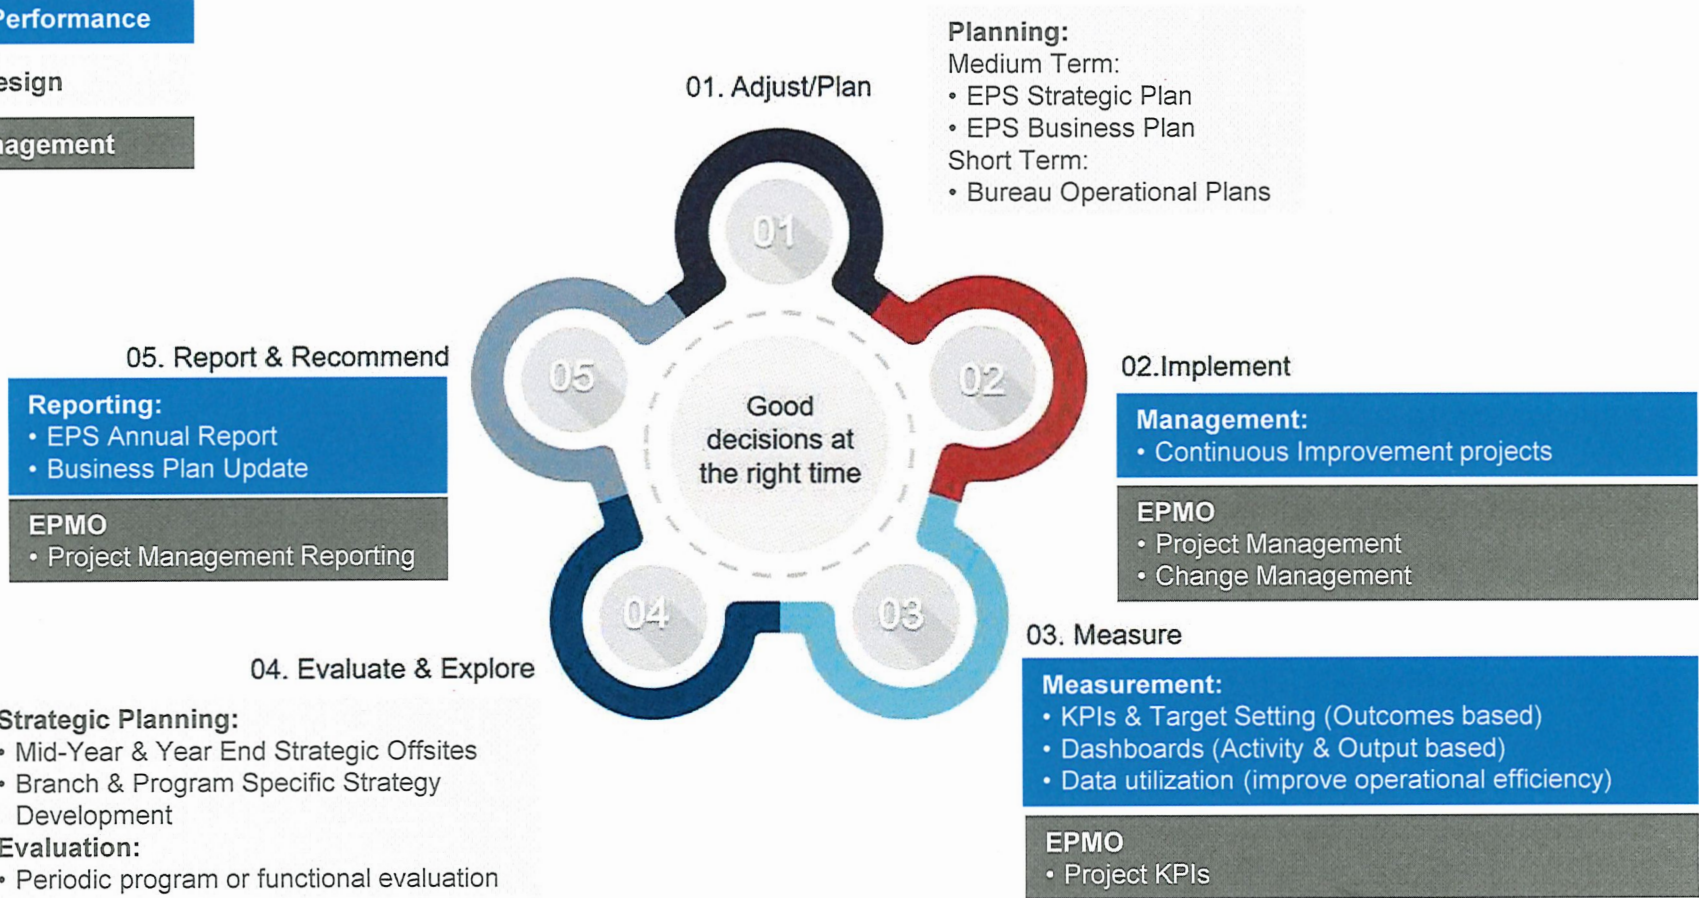 Performance
esign
nagement
01. Adjust/Plan
Planning:
Medium Term:
• EPS Strategic Plan
• EPS Business Plan
Short Term:
• Bureau Operational Plans
01
02
03
04
05
Good
decisions at
the right time
02.Implement
Management:
• Continuous Improvement projects
EPMO
• Project Management
• Change Management
03. Measure
Measurement:
• KPIs & Target Setting (Outcomes based)
• Dashboards (Activity & Output based)
• Data utilization (improve operational efficiency)
EPMO
• Project KPIs
04. Evaluate & Explore
Strategic Planning:
• Mid-Year & Year End Strategic Offsites
• Branch & Program Specific Strategy
Development
Evaluation:
• Periodic program or functional evaluation
05. Report & Recommend
Reporting:
• EPS Annual Report
• Business Plan Update
EPMO
• Project Management Reporting